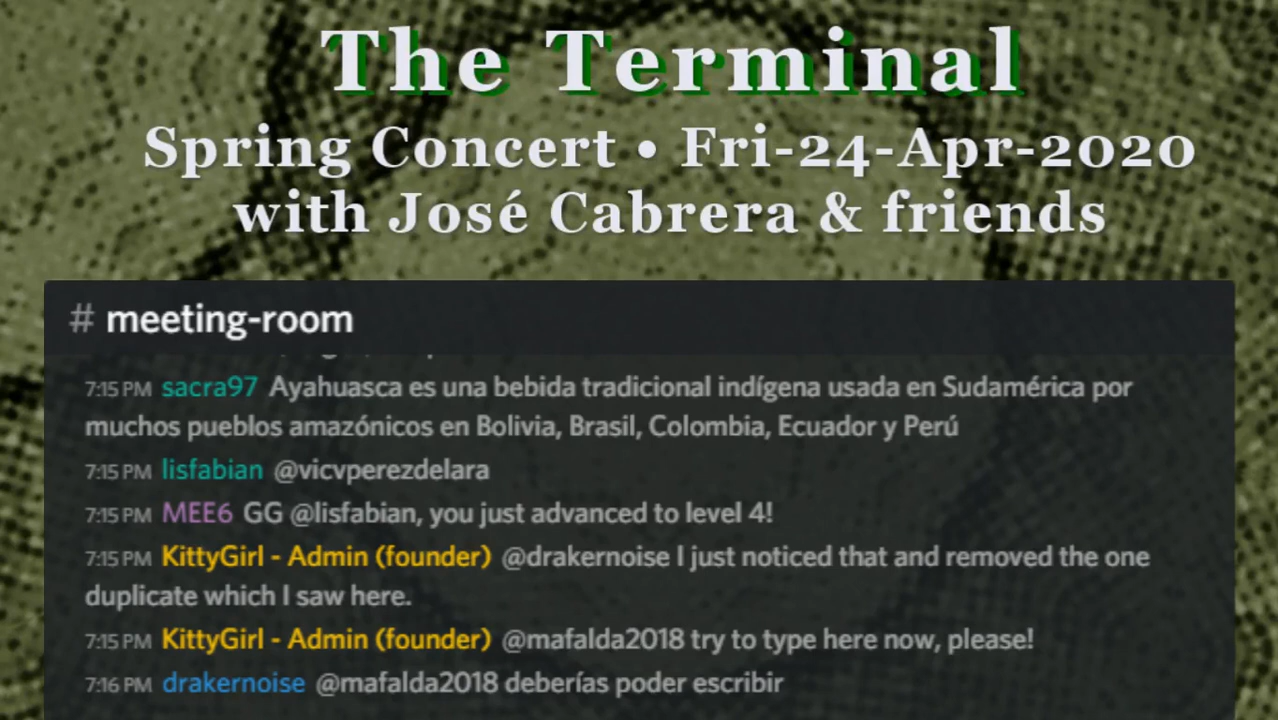 The Terminal
Spring Concert • Fri-24-Apr-2020
with José Cabrera & friends
# meeting-room
7:15 PM sacra97 Ayahuasca es una bebida tradicional indígena usada en Sudamérica por
muchos pueblos amazónicos en Bolivia, Brasil, Colombia, Ecuador y Perú
7:15 PM lisfabian @vicvperezdelara
7:15 PM MEE6 GG @lisfabian, you just advanced to level 4!
7:15 PM KittyGirl - Admin (founder) @drakernoise I just noticed that and removed the one
duplicate which I saw here.
7:15 PM KittyGirl - Admin (founder) @mafalda2018 try to type here now, please!
7:16 PM drakernoise @mafalda2018 deberías poder escribir